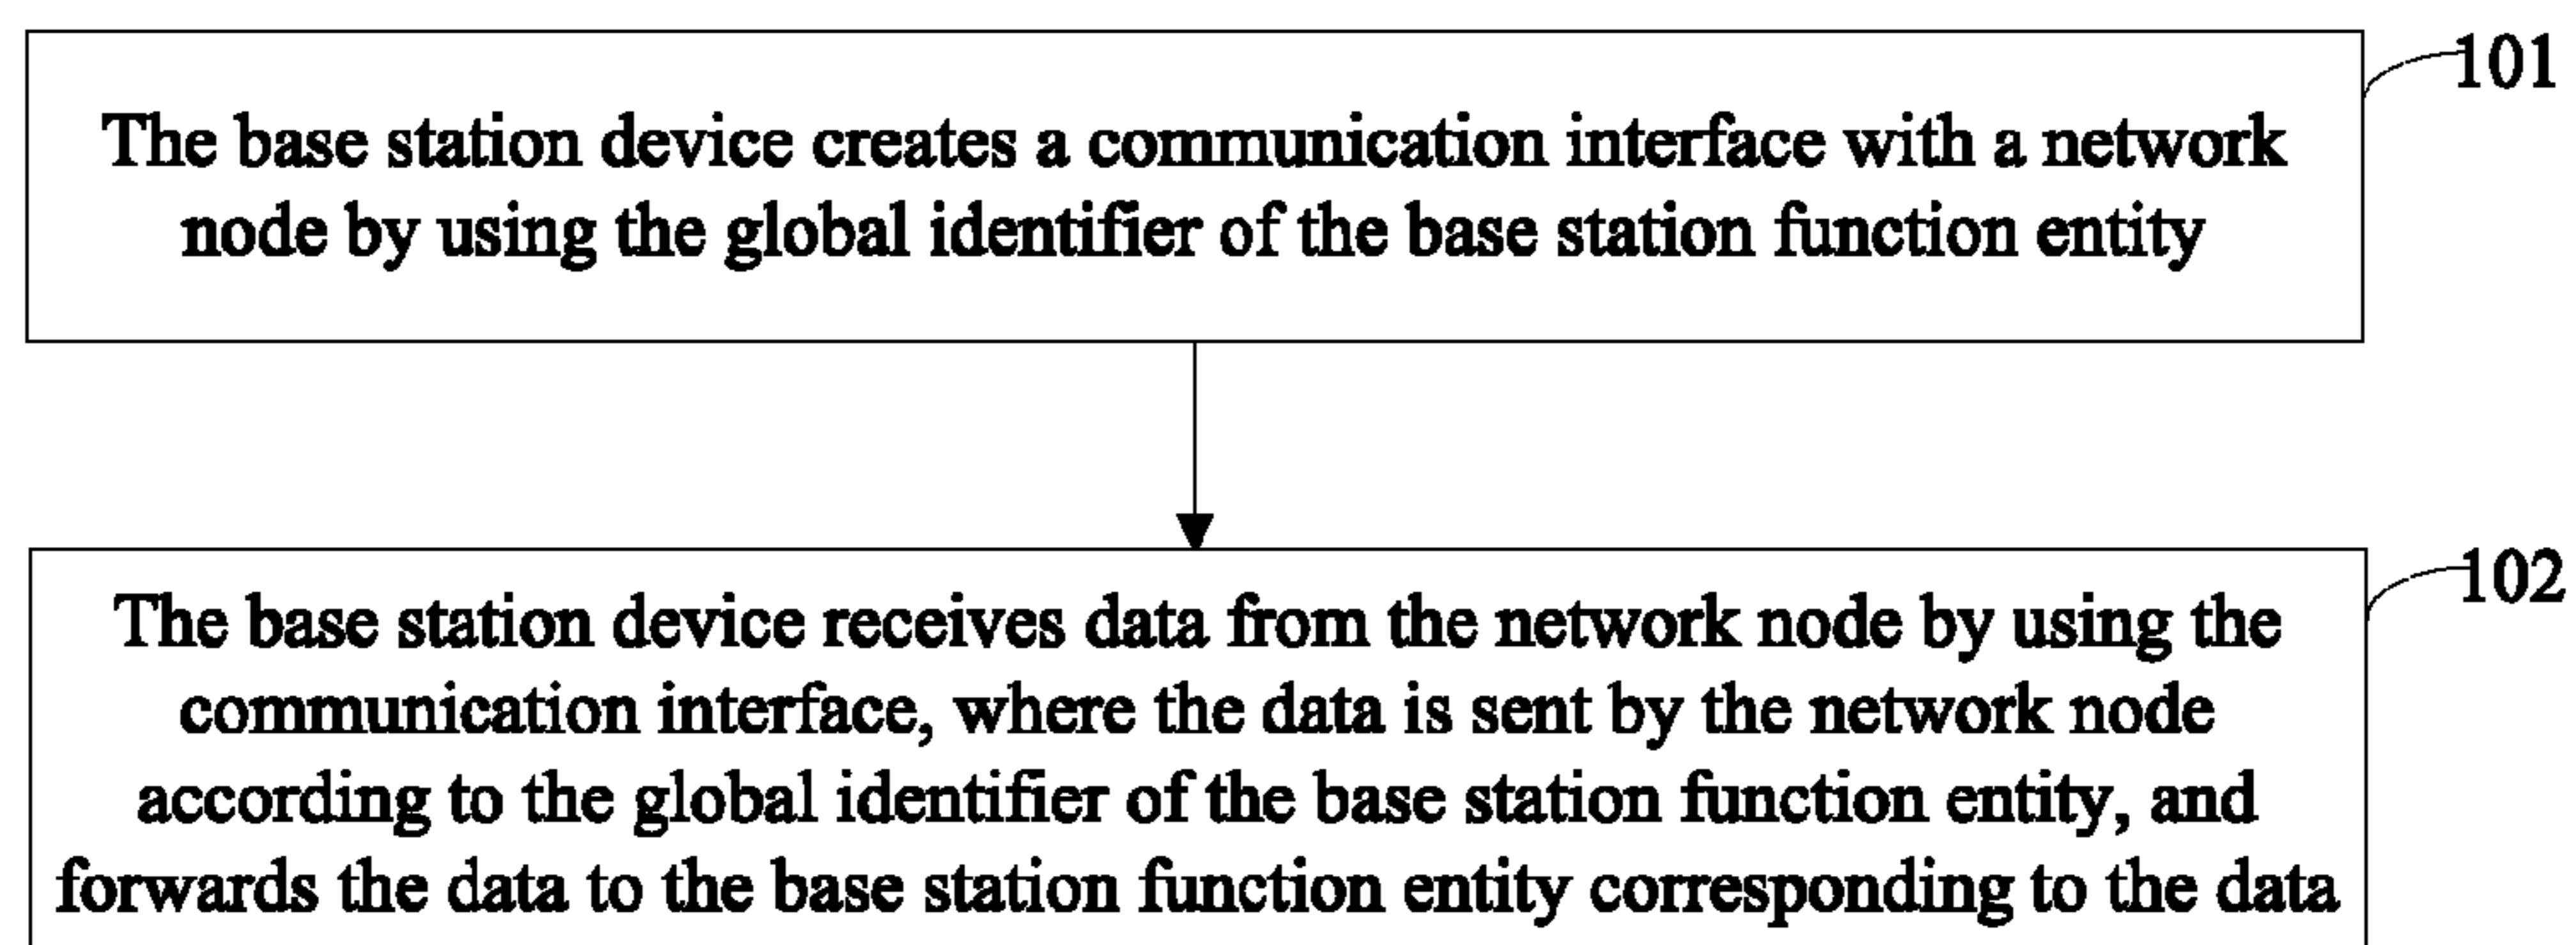 101
The base station device creates a communication interface with a network
node by using the global identifier of the base station function entity
102
The base station device receives data from the network node by using the
communication interface, where the data is sent by the network node
according to the global identifier of the base station function entity, and
forwards the data to the base station function entity corresponding to the data